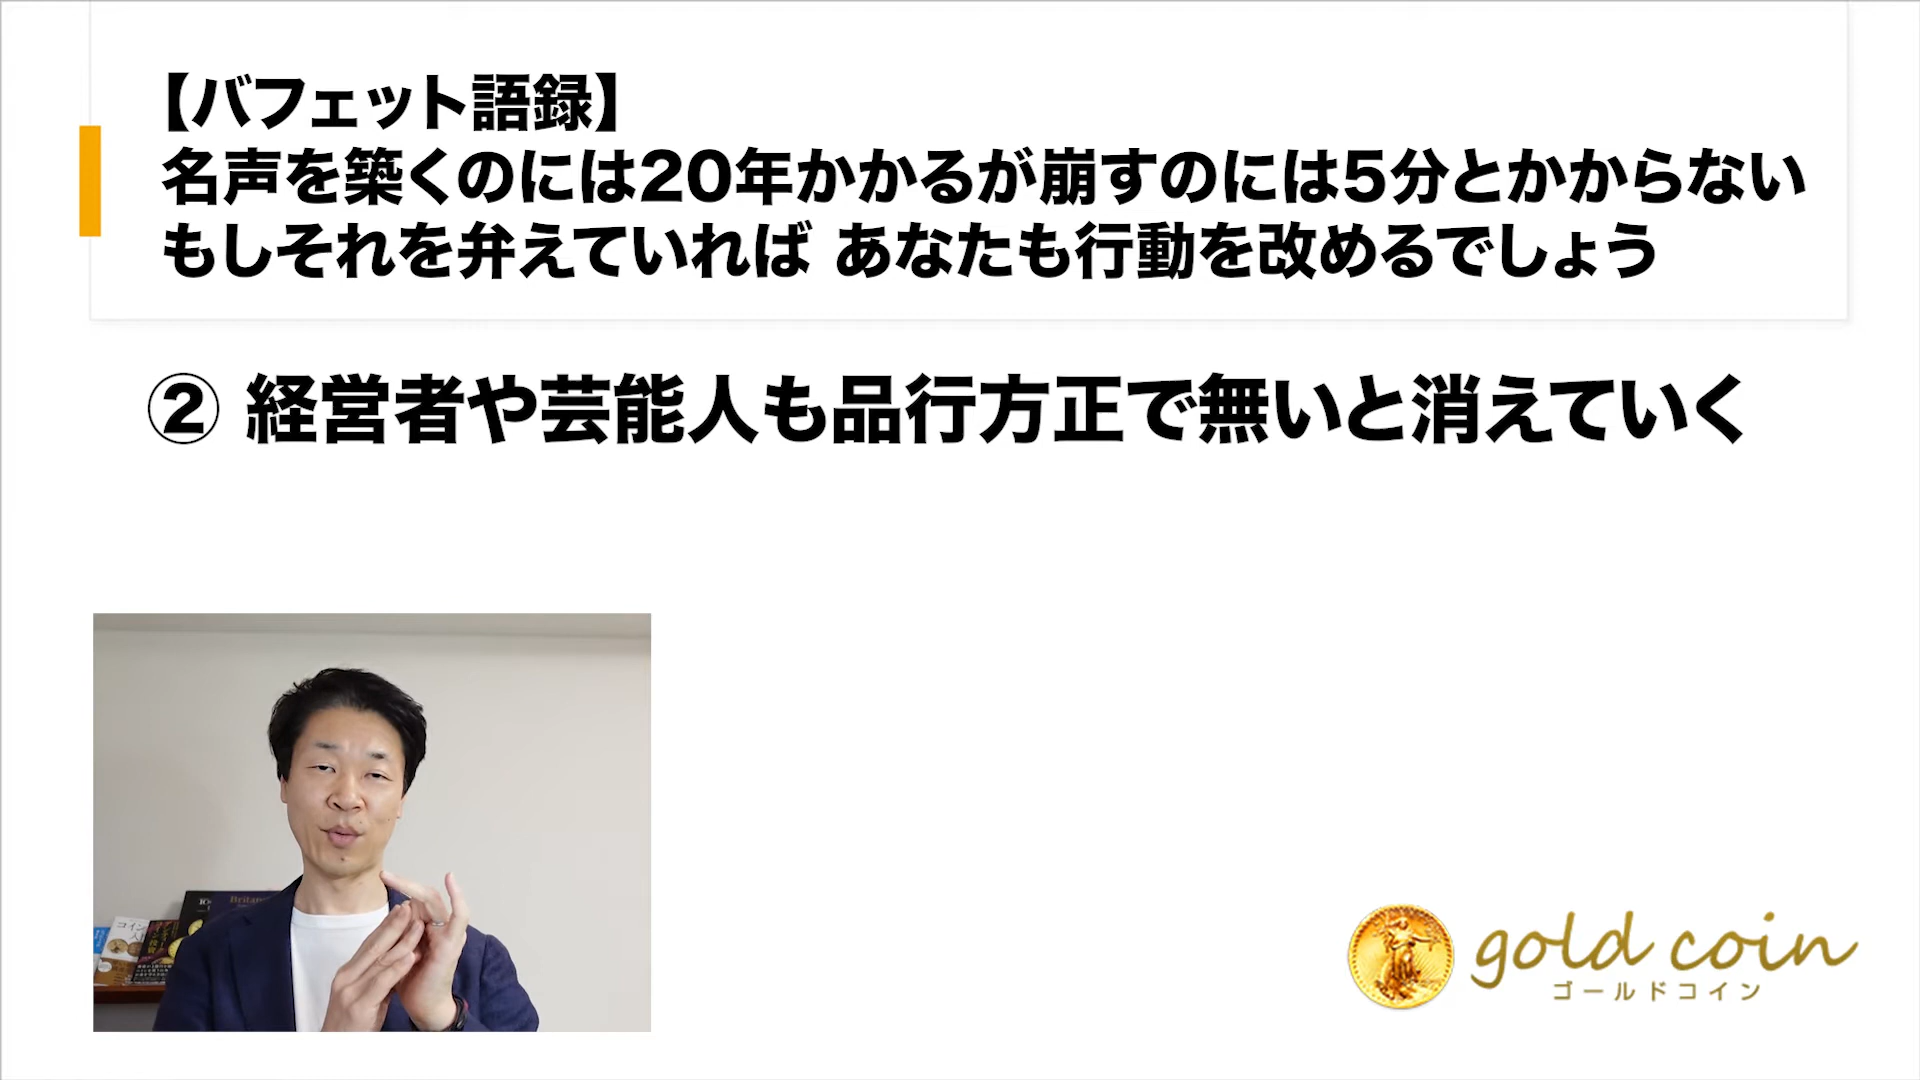 【バフェット語録】
名声を築くのには20年かかるが崩すのには5分とかからない
もしそれを弁えていれば あなたも行動を改めるでしょう
② 経営者や芸能人も品行方正で無いと消えていく
Britan
コイン
gold coin
ゴールドコイン